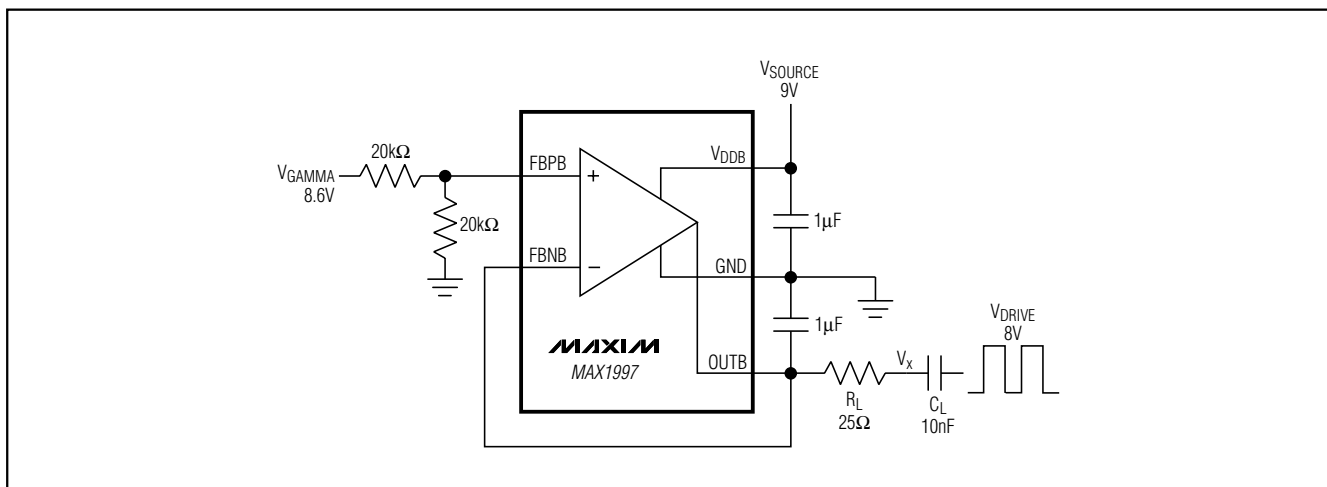 VSOURCE
9V
20kΩ
VGAMMA
8.6V
20kΩ
FBPB
+
FBNB
−
VDDB
1µF
GND
1µF
MAXIM
MAX1997
OUTB
RL
25Ω
Vx
CL
10nF
VDRIVE
8V